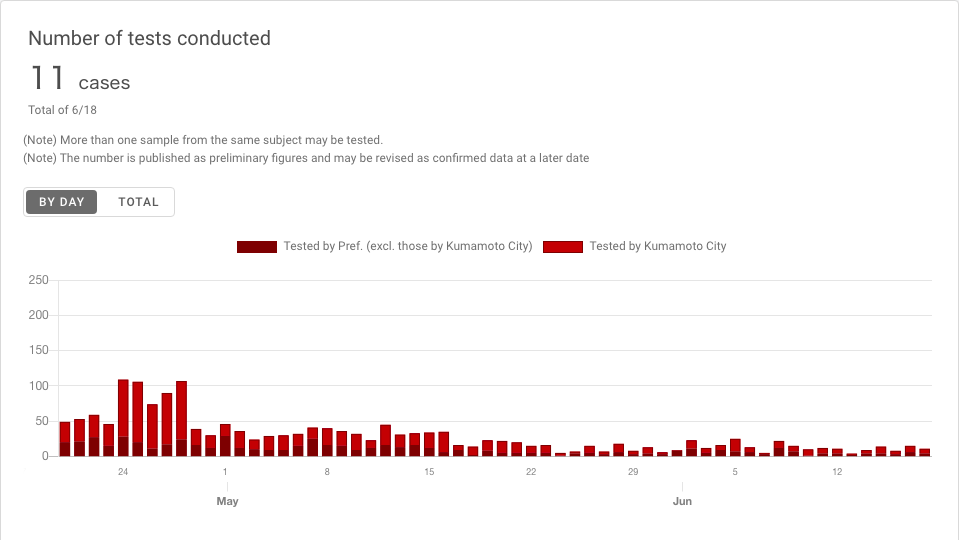 Number of tests conducted
11 cases
Total of 6/18
(Note) More than one sample from the same subject may be tested.
(Note) The number is published as preliminary figures and may be revised as confirmed data at a later date
BY DAY TOTAL
Tested by Pref. (excl. those by Kumamoto City) Tested by Kumamoto City
250
200
150
100
50
0
24 1 8 15 22 29 5 12
May Jun